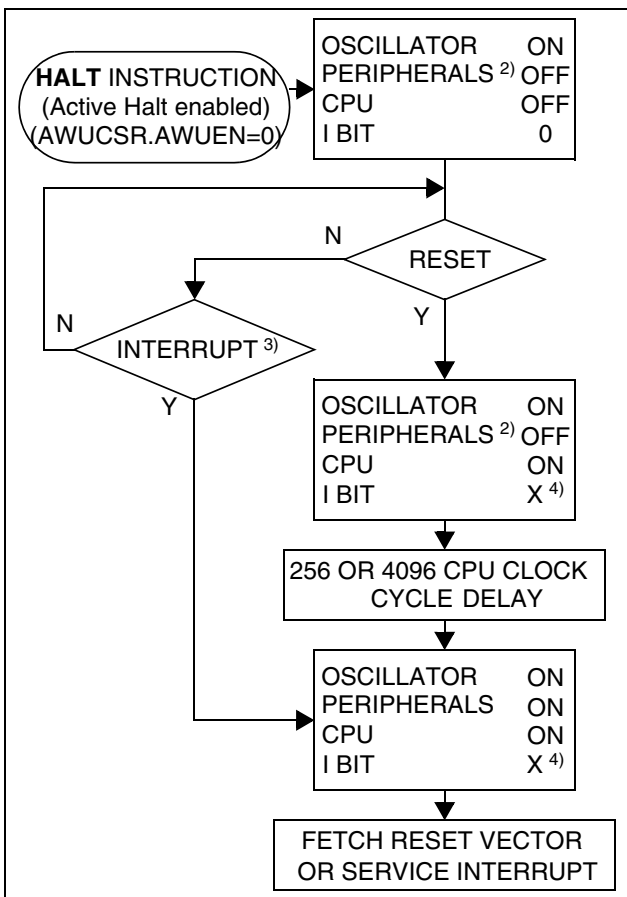 HALT INSTRUCTION
(Active Halt enabled)
(AWUCSR.AWUEN=0)
OSCILLATOR ON
PERIPHERALS 2) OFF
CPU OFF
I BIT 0
RESET
N
Y
INTERRUPT 3)
N
Y
OSCILLATOR ON
PERIPHERALS 2) OFF
CPU ON
I BIT X 4)
256 OR 4096 CPU CLOCK
CYCLE DELAY
OSCILLATOR ON
PERIPHERALS ON
CPU ON
I BIT X 4)
FETCH RESET VECTOR
OR SERVICE INTERRUPT